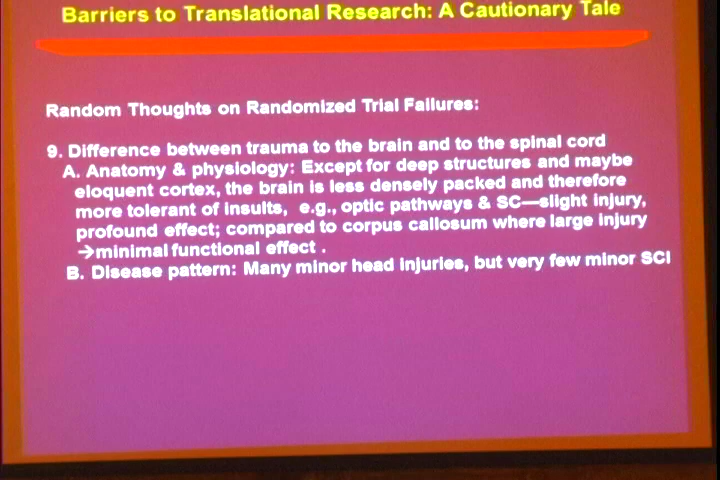 Barriers to Translational Research: A Cautionary Tale
Random Thoughts on Randomized Trial Failures:
9. Difference between trauma to the brain and to the spinal cord
A. Anatomy & physiology: Except for deep structures and maybe
eloquent cortex, the brain is less densely packed and therefore
more tolerant of insults, e.g., optic pathways & SC—slight injury,
profound effect; compared to corpus callosum where large injury
→minimal functional effect .
B. Disease pattern: Many minor head injuries, but very few minor SCI